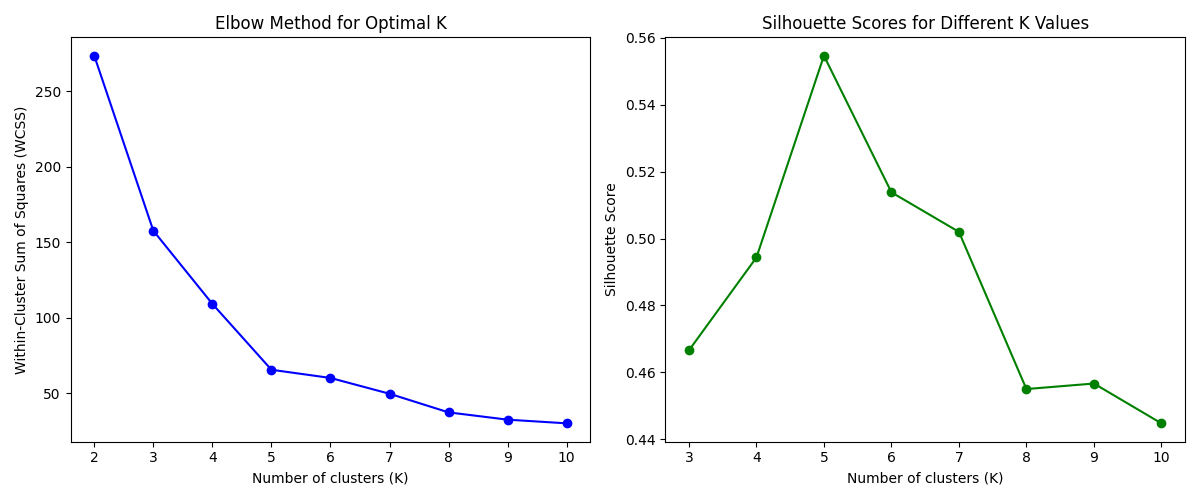 Elbow Method for Optimal K
Within-Cluster Sum of Squares (WCSS)
250
200
150
100
50
2 3 4 5 6 7 8 9 10
Number of clusters (K)
Silhouette Scores for Different K Values
Silhouette Score
0.56
0.54
0.52
0.50
0.48
0.46
0.44
3 4 5 6 7 8 9 10
Number of clusters (K)